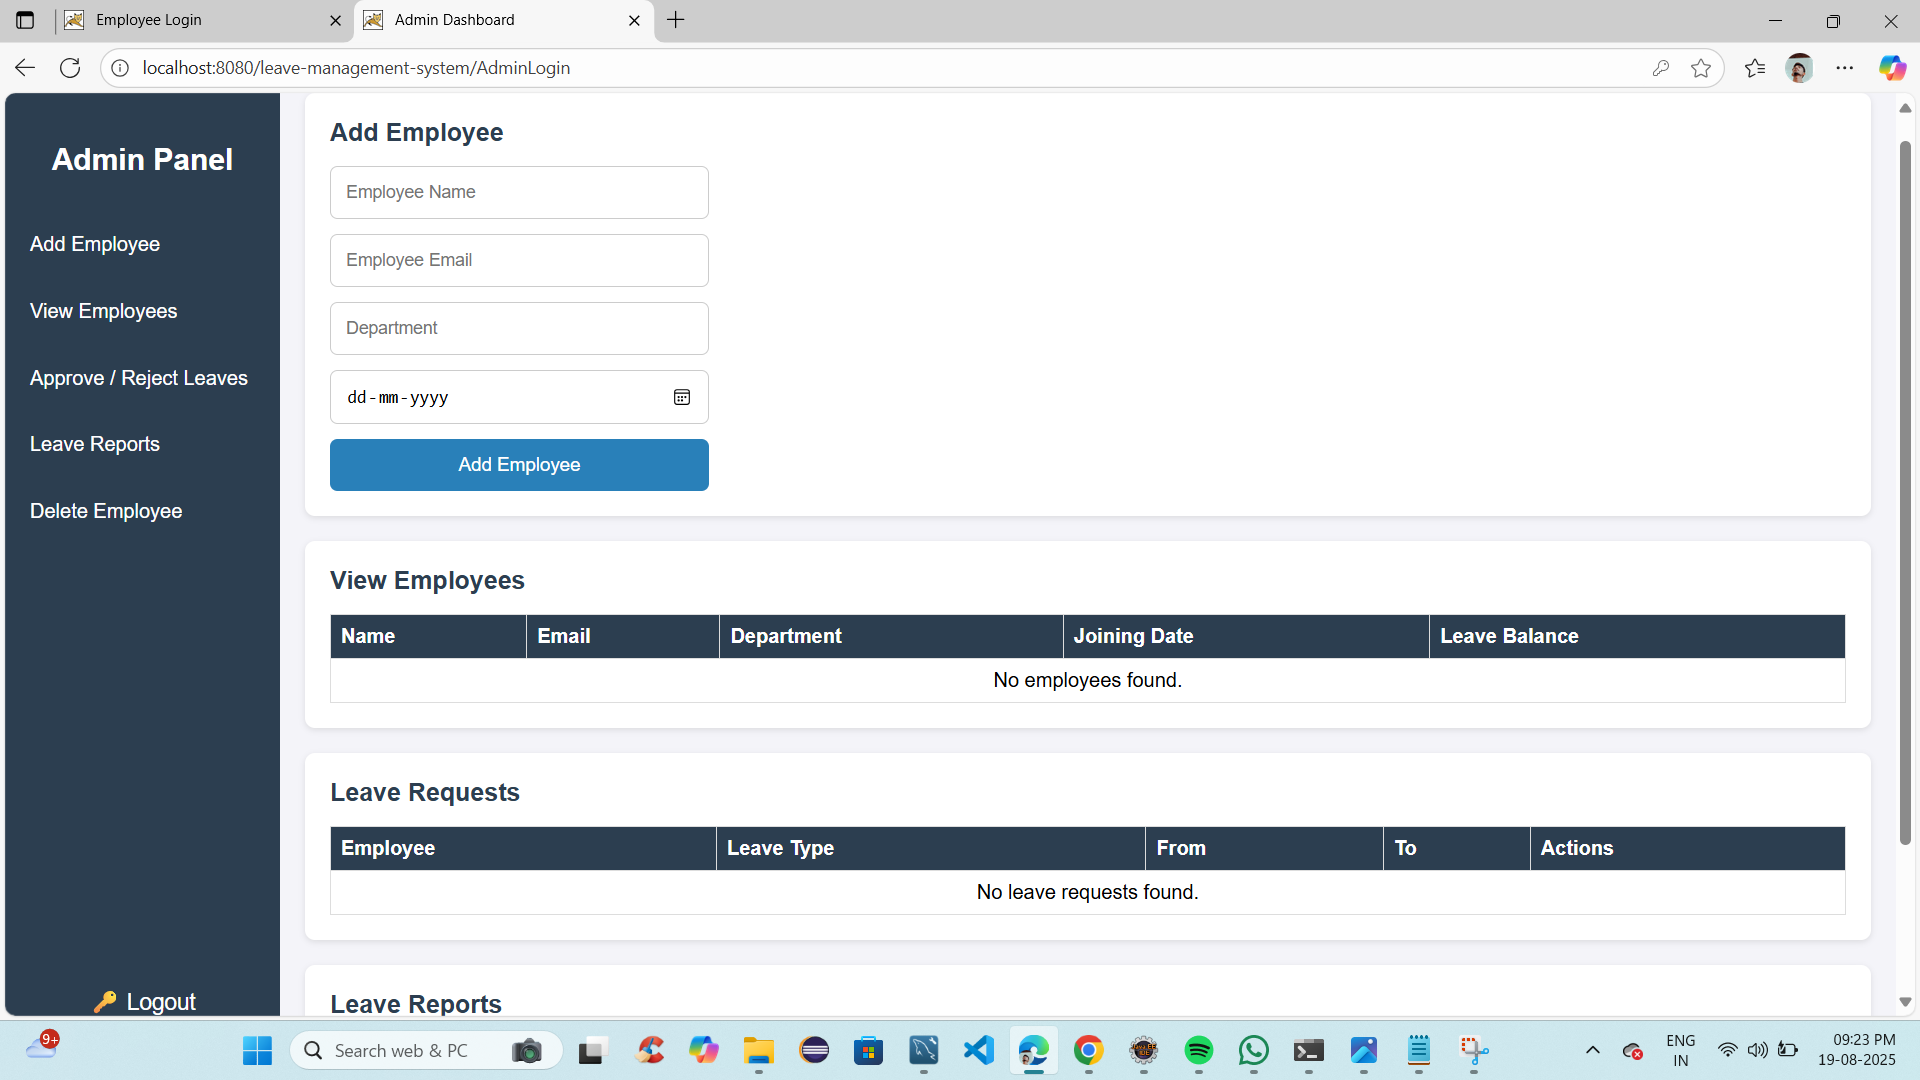 Employee Login
Admin Dashboard
localhost:8080/leave-management-system/AdminLogin
Admin Panel
Add Employee
View Employees
Approve / Reject Leaves
Leave Reports
Delete Employee
🔑 Logout
Add Employee
Employee Name
Employee Email
Department
dd-mm-yyyy
Add Employee
View Employees
Name Email Department Joining Date Leave Balance
No employees found.
Leave Requests
Employee Leave Type From To Actions
No leave requests found.
Leave Reports
9+
Search web & PC
ENG
IN
09:23 PM
19-08-2025